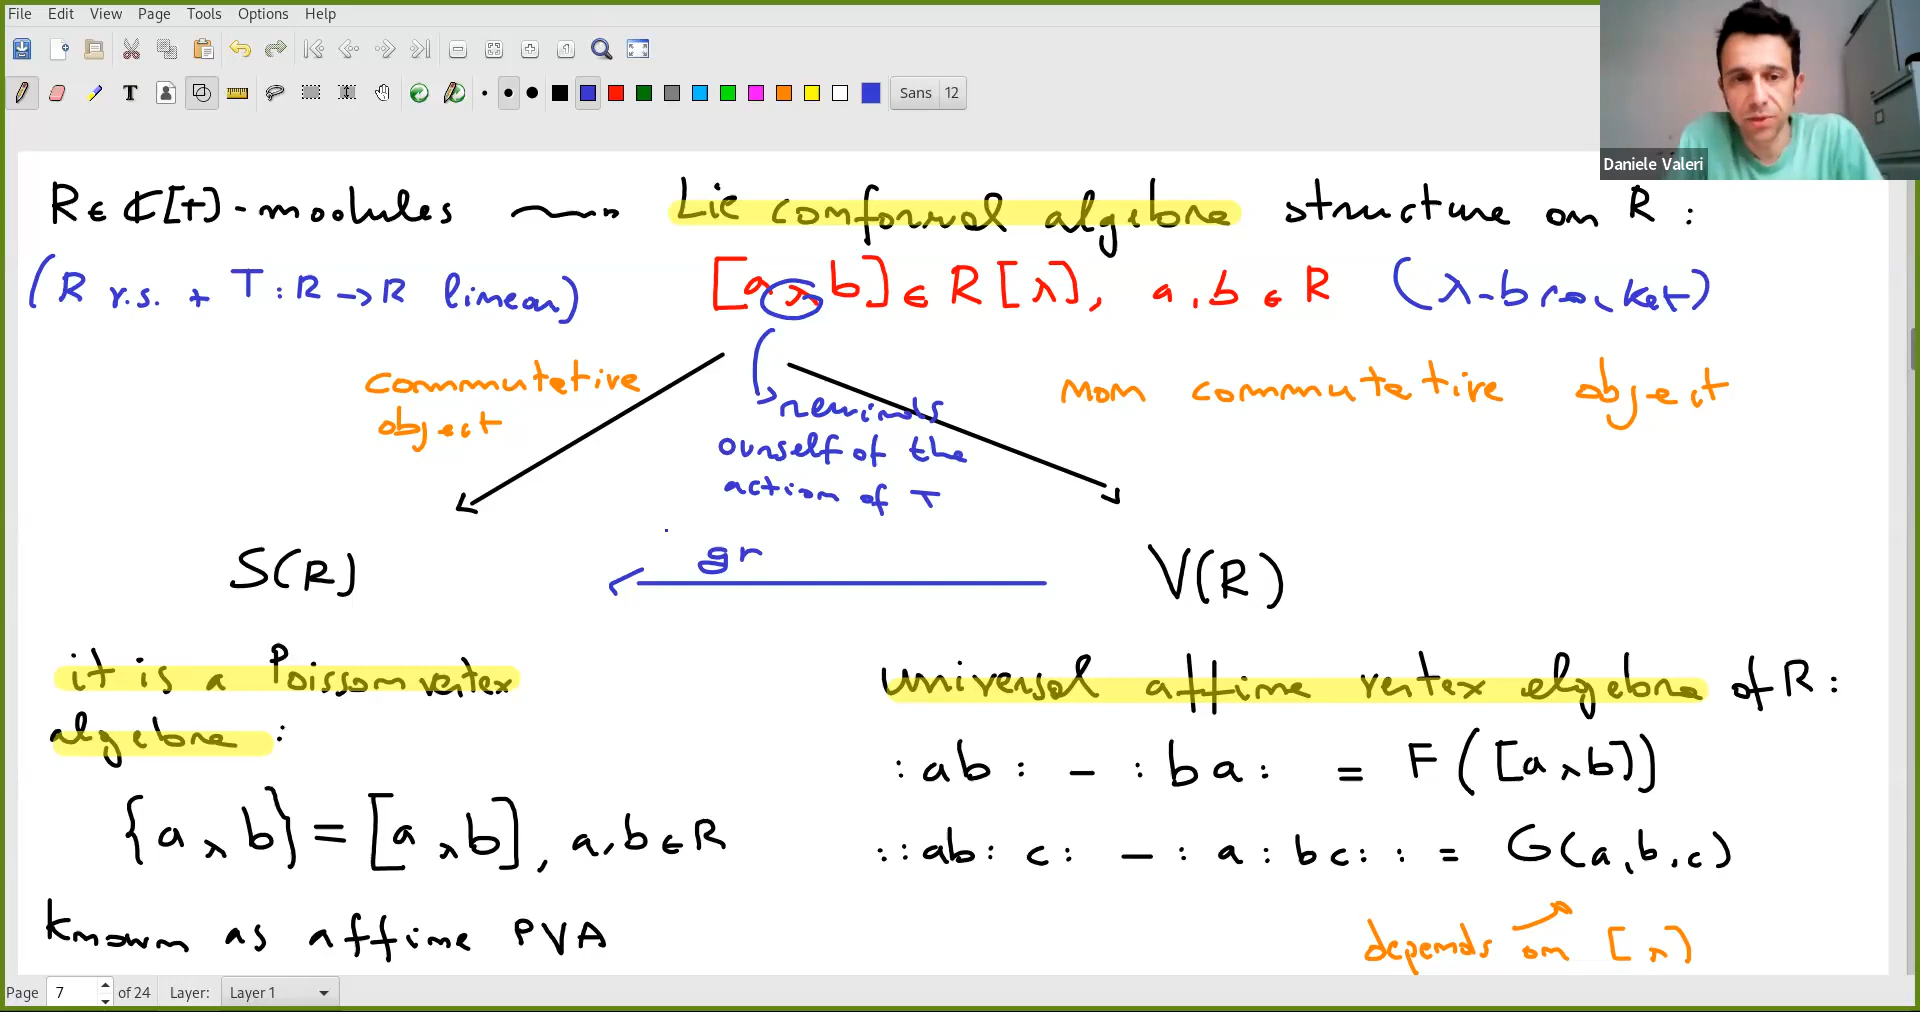 File Edit View Page Tools Options Help
Sans 12
Daniele Valeri
R ∈ ℂ[T]-modules ⇝ Lie conformal algebra structure on R :
(R v.s. + T : R → R linear) [a λ b] ∈ R[λ], a, b ∈ R (λ-bracket)
commutative object
non commutative object
reminds ourself of the action of T
S(R) gr V(R)
it is a Poisson vertex
algebra :
{a λ b} = [a λ b], a, b ∈ R
known as affine PVA
universal affine vertex algebra of R :
: ab : - : ba : = F([a λ b])
: : ab : c : - : a : bc : : = G(a, b, c)
depends on [ λ ]
Page 7 of 24 Layer: Layer 1